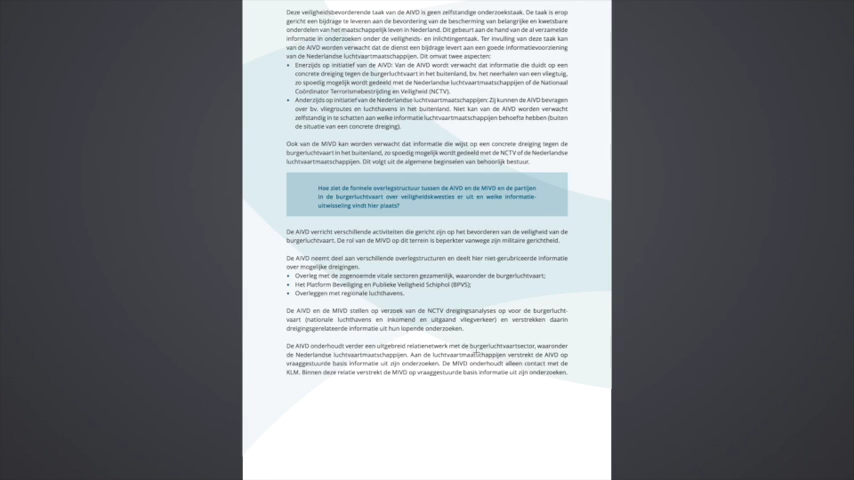 Deze veiligheidsbevorderende taak van de AIVD is geen zelfstandige onderzoekstaak. De taak is erop
gericht een bijdrage te leveren aan de bevordering van de bescherming van belangrijke en kwetsbare
onderdelen van het maatschappelijk leven in Nederland. Dit gebeurt aan de hand van de al verzamelde
informatie in onderzoeken onder de veiligheids- en inlichtingentaak. Ter invulling van deze taak kan
van de AIVD worden verwacht dat de dienst een bijdrage levert aan een goede informatievoorziening
van de Nederlandse luchtvaartmaatschappijen. Dit omvat twee aspecten:
• Enerzijds op initiatief van de AIVD: Van de AIVD wordt verwacht dat informatie die duidt op een
concrete dreiging tegen de burgerluchtvaart in het buitenland, bv. het neerhalen van een vliegtuig,
zo spoedig mogelijk wordt gedeeld met de Nederlandse luchtvaartmaatschappijen of de Nationaal
Coördinator Terrorismebestrijding en Veiligheid (NCTV).
• Anderzijds op initiatief van de Nederlandse luchtvaartmaatschappijen: Zij kunnen de AIVD bevragen
over bv. vliegroutes en luchthavens in het buitenland. Niet kan van de AIVD worden verwacht
zelfstandig in te schatten aan welke informatie luchtvaartmaatschappijen behoefte hebben (buiten
de situatie van een concrete dreiging).
Ook van de MIVD kan worden verwacht dat informatie die wijst op een concrete dreiging tegen de
burgerluchtvaart in het buitenland, zo spoedig mogelijk wordt gedeeld met de NCTV of de Nederlandse
luchtvaartmaatschappijen. Dit volgt uit de algemene beginselen van behoorlijk bestuur.
Hoe ziet de formele overlegstructuur tussen de AIVD en de MIVD en de partijen
in de burgerluchtvaart over veiligheidskwesties er uit en welke informatie-
uitwisseling vindt hier plaats?
De AIVD verricht verschillende activiteiten die gericht zijn op het bevorderen van de veiligheid van de
burgerluchtvaart. De rol van de MIVD op dit terrein is beperkter vanwege zijn militaire gerichtheid.
De AIVD neemt deel aan verschillende overlegstructuren en deelt hier niet-gerubriceerde informatie
over mogelijke dreigingen.
• Overleg met de zogenoemde vitale sectoren gezamenlijk, waaronder de burgerluchtvaart;
• Het Platform Beveiliging en Publieke Veiligheid Schiphol (BPVS);
• Overleggen met regionale luchthavens.
De AIVD en de MIVD stellen op verzoek van de NCTV dreigingsanalyses op voor de burgerlucht-
vaart (nationale luchthavens en inkomend en uitgaand vliegverkeer) en verstrekken daarin
dreigingsgerelateerde informatie uit hun lopende onderzoeken.
De AIVD onderhoudt verder een uitgebreid relatienetwerk met de burgerluchtvaartsector, waaronder
de Nederlandse luchtvaartmaatschappijen. Aan de luchtvaartmaatschappijen verstrekt de AIVD op
vraaggestuurde basis informatie uit zijn onderzoeken. De MIVD onderhoudt alleen contact met de
KLM. Binnen deze relatie verstrekt de MIVD op vraaggestuurde basis informatie uit zijn onderzoeken.